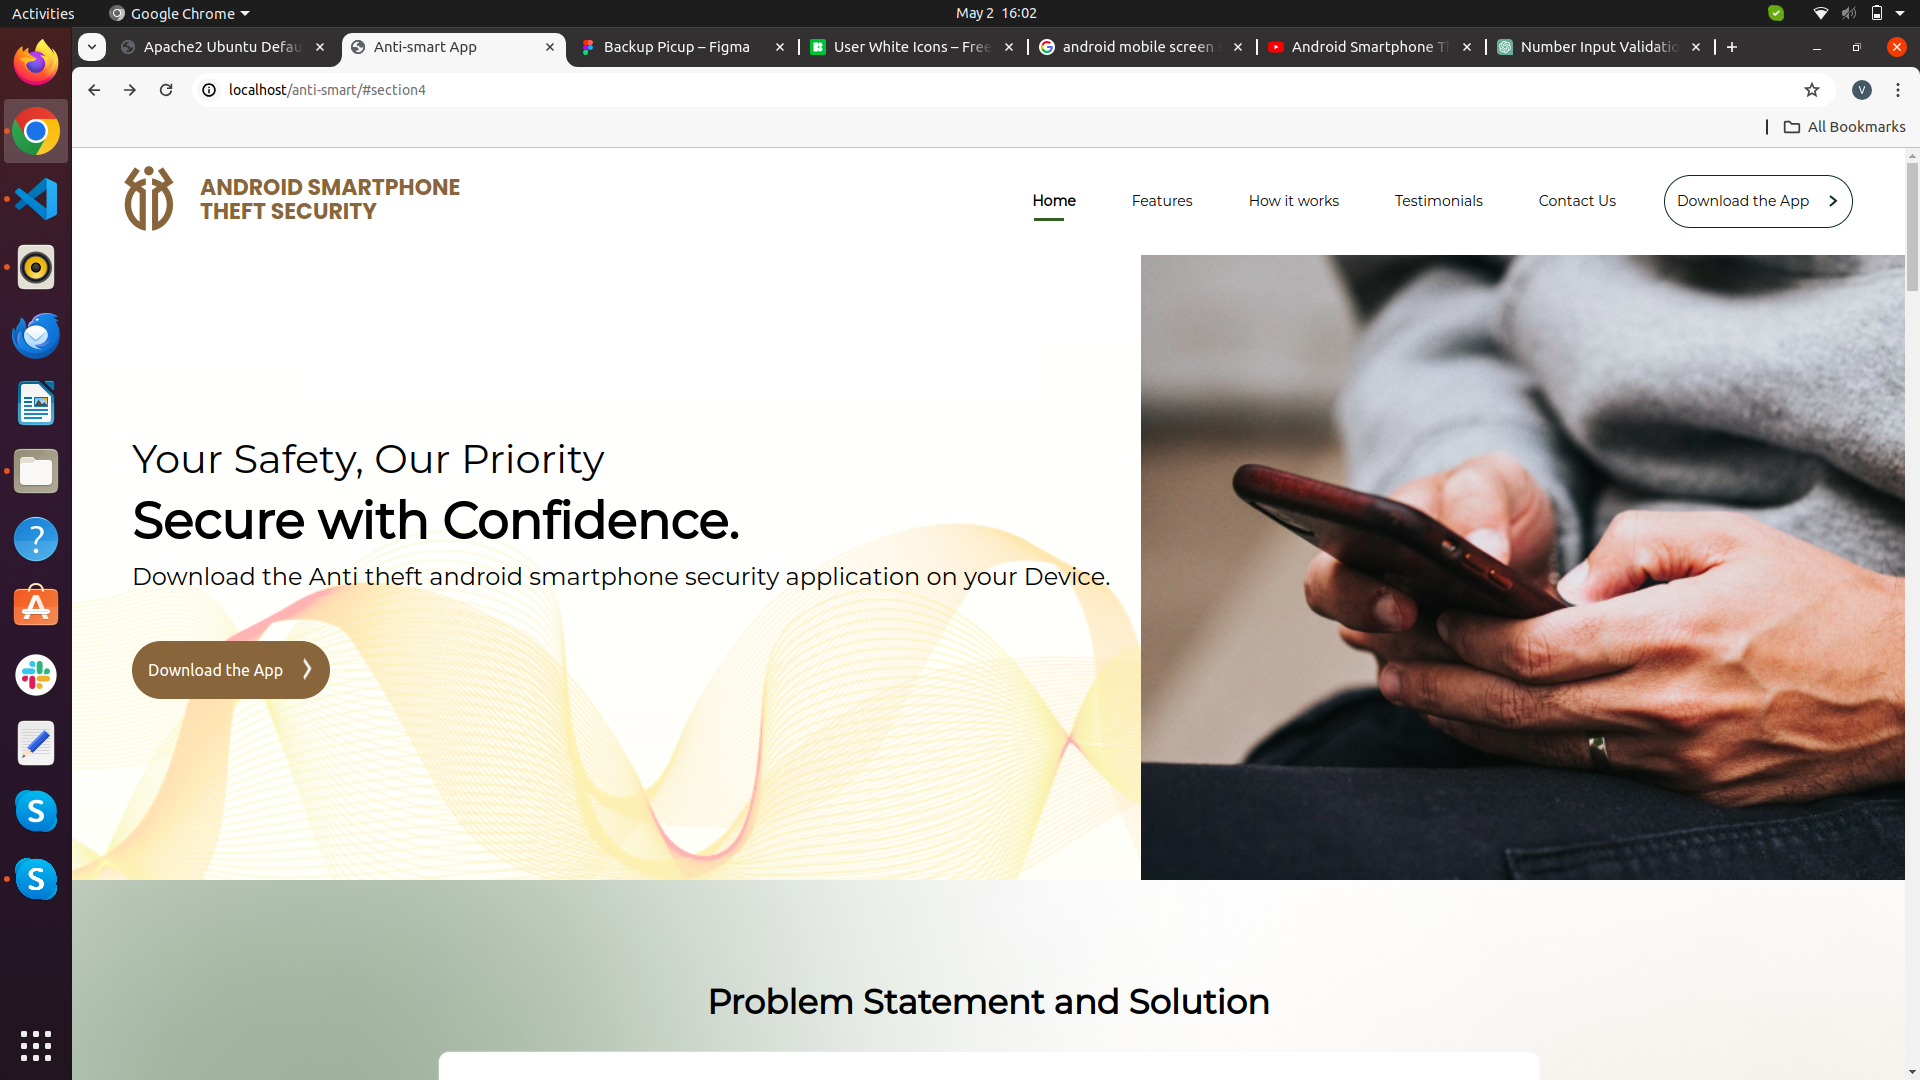 Activities
Google Chrome
May 2 16:02
Apache2 Ubuntu Defau
Anti-smart App
Backup Picup – Figma
User White Icons – Free
android mobile screen
Android Smartphone Th
Number Input Validatio
localhost/anti-smart/#section4
V
All Bookmarks
ANDROID SMARTPHONE
THEFT SECURITY
Home
Features
How it works
Testimonials
Contact Us
Download the App
Your Safety, Our Priority
Secure with Confidence.
Download the Anti theft android smartphone security application on your Device.
Download the App
Problem Statement and Solution